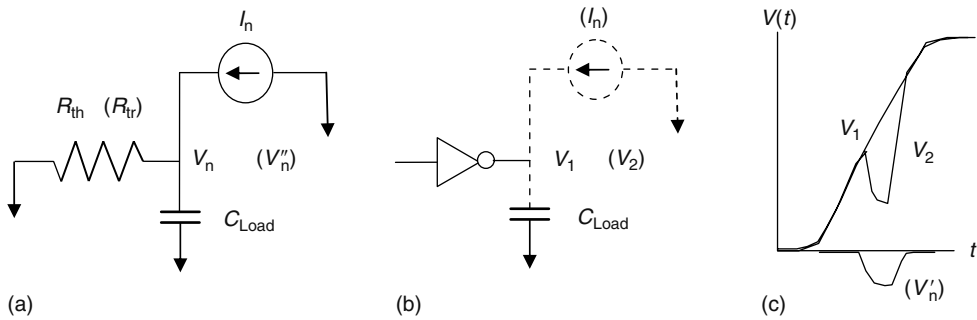 I_n
R_th (R_tr)
V_n (V″_n)
C_Load
(a)
(I_n)
V_1 (V_2)
C_Load
(b)
V(t)
V_1
V_2
t
(V′_n)
(c)